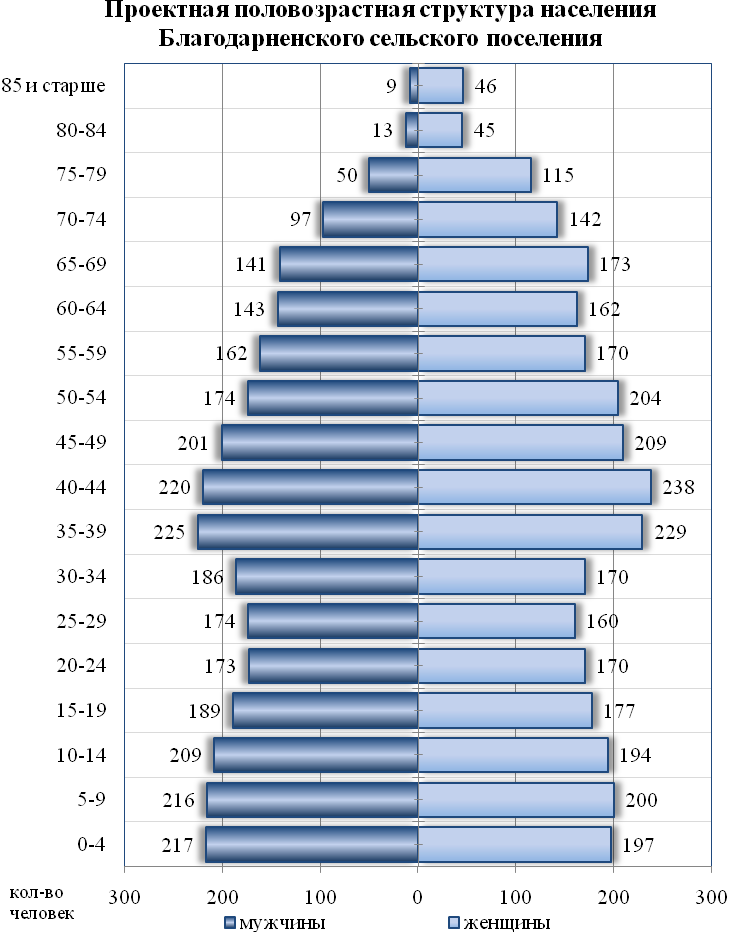 Проектная половозрастная структура населения
Благодарненского сельского поселения
85 и старше 9 46
80-84 13 45
75-79 50 115
70-74 97 142
65-69 141 173
60-64 143 162
55-59 162 170
50-54 174 204
45-49 201 209
40-44 220 238
35-39 225 229
30-34 186 170
25-29 174 160
20-24 173 170
15-19 189 177
10-14 209 194
5-9 216 200
0-4 217 197
кол-во
человек
300 200 100 0 100 200 300
мужчины женщины